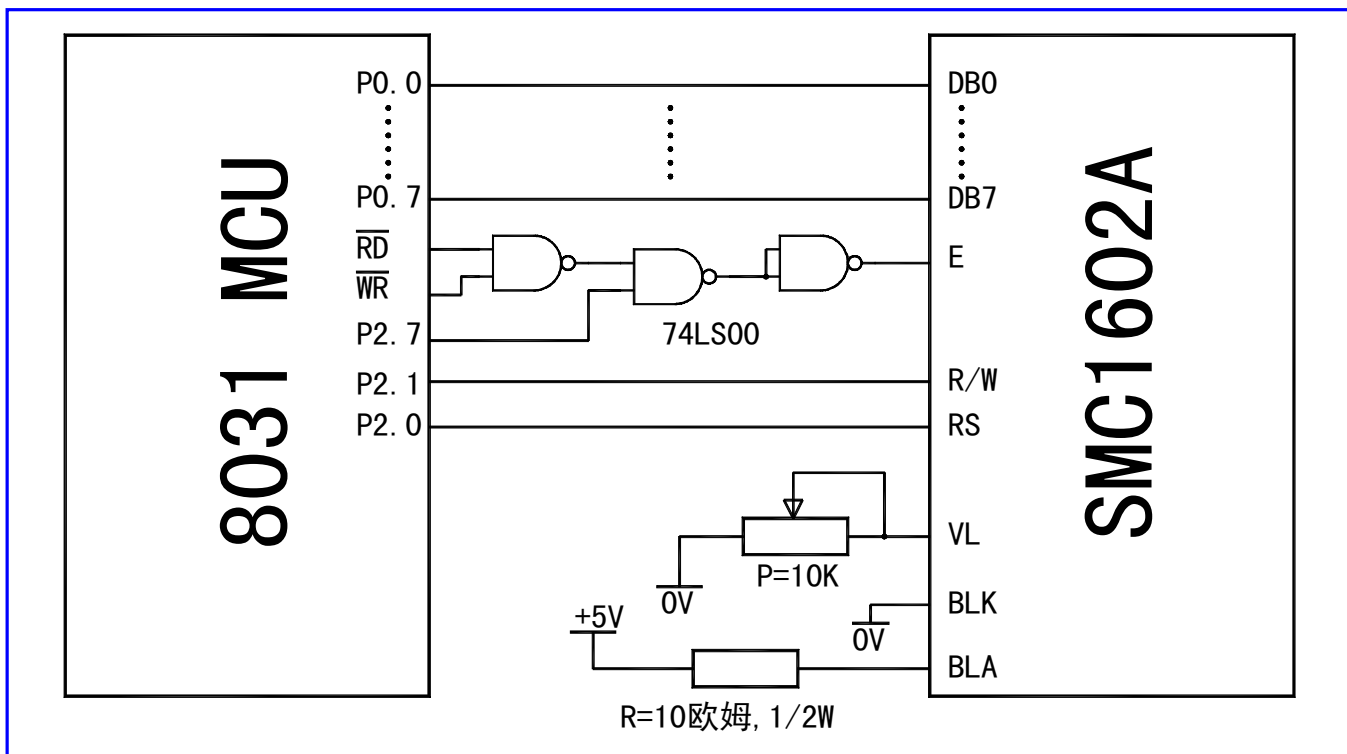 8031 MCU
P0.0
P0.7
RD
WR
P2.7
P2.1
P2.0
74LS00
SMC1602A
DB0
DB7
E
R/W
RS
VL
BLK
BLA
P=10K
0V
0V
+5V
R=10欧姆,1/2W